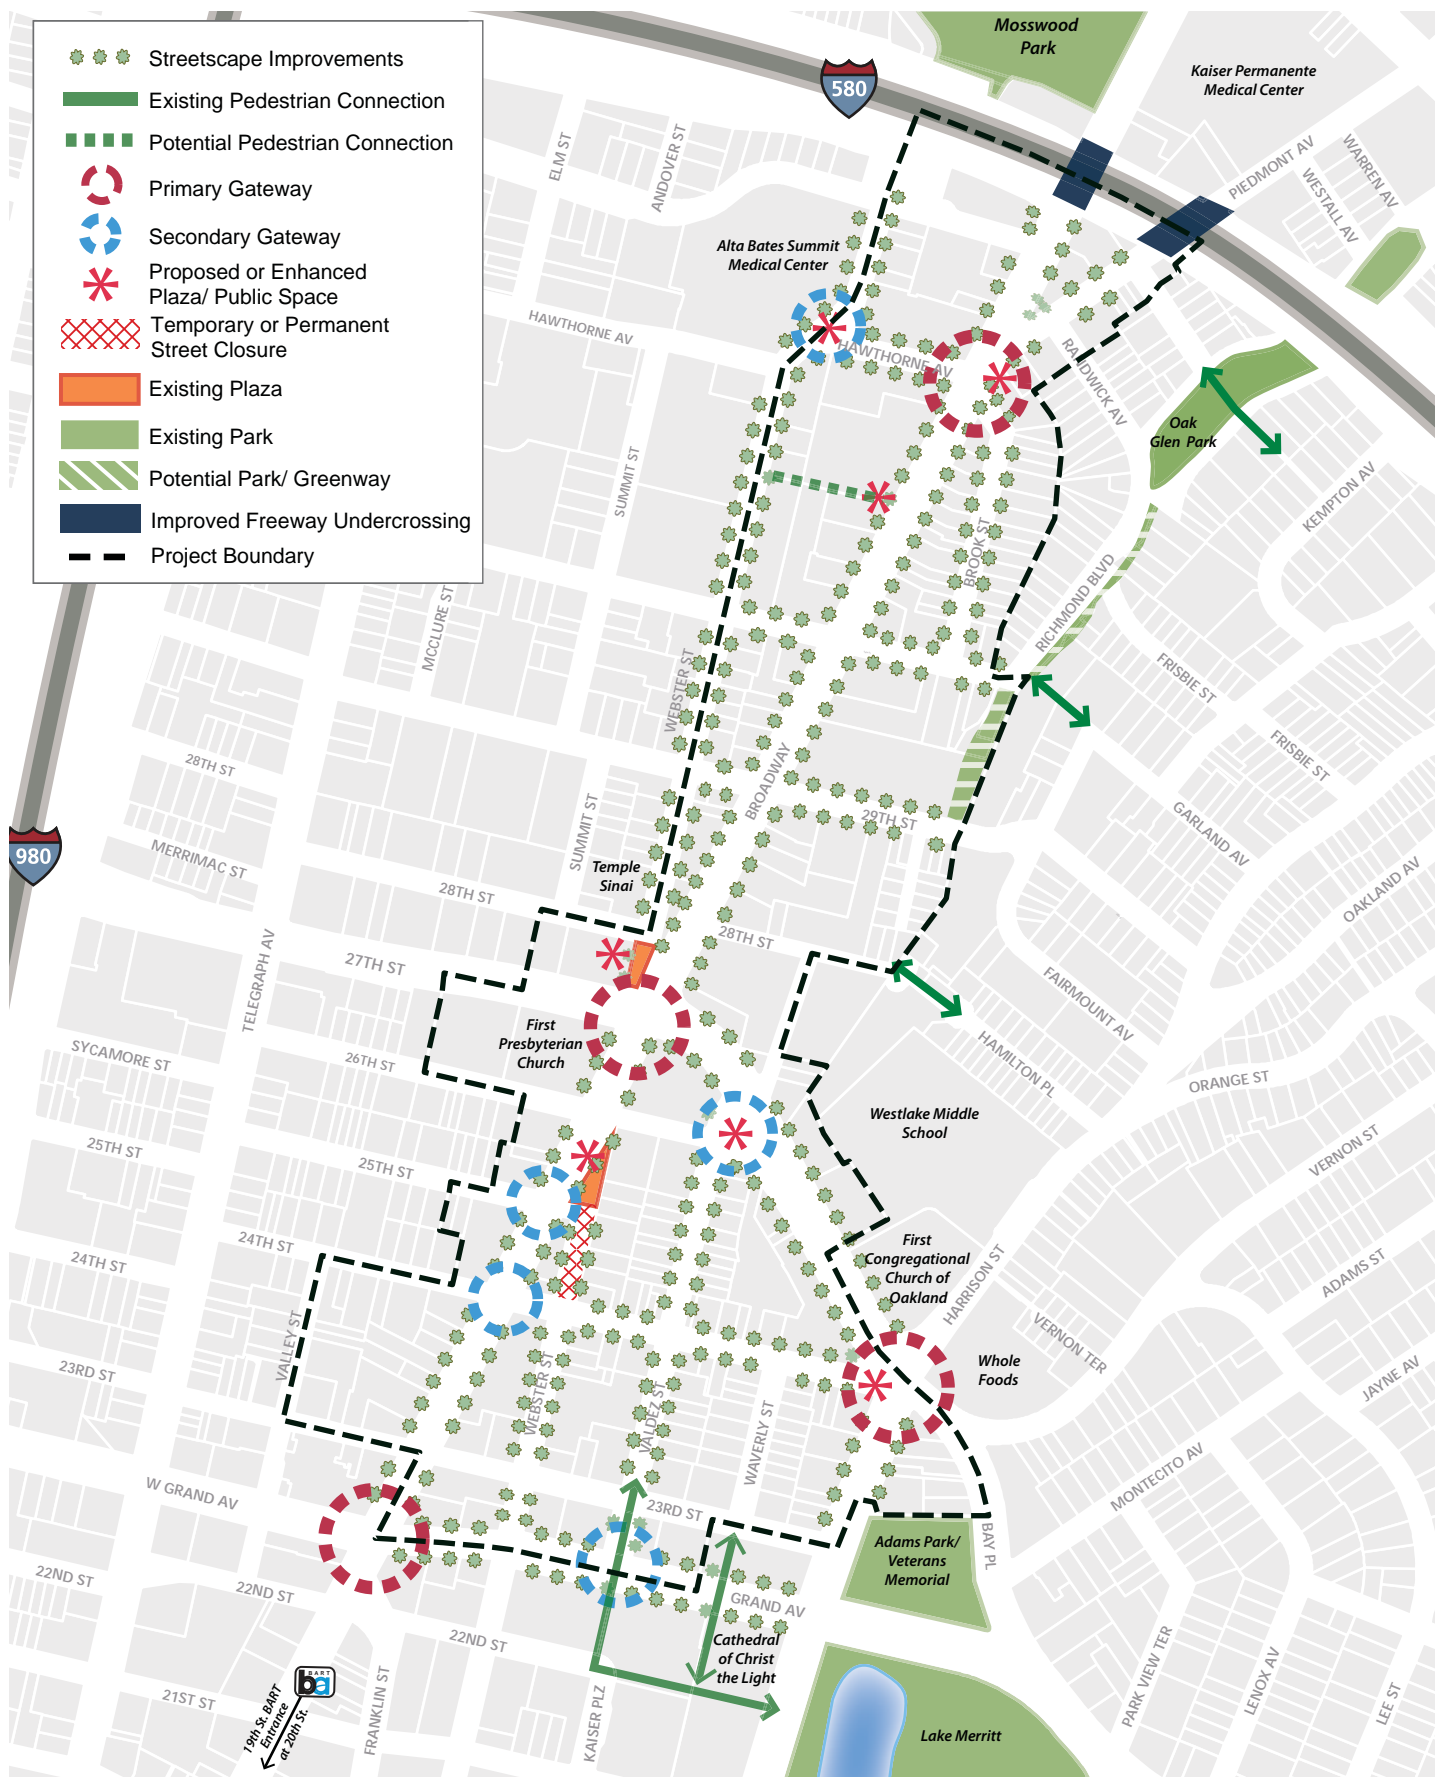 Streetscape Improvements
Existing Pedestrian Connection
Potential Pedestrian Connection
Primary Gateway
Secondary Gateway
Proposed or Enhanced
Plaza/ Public Space
Temporary or Permanent
Street Closure
Existing Plaza
Existing Park
Potential Park/ Greenway
Improved Freeway Undercrossing
Project Boundary
Mosswood
Park
580
Kaiser Permanente
Medical Center
PIEDMONT AV
WARREN AV
WESTALL AV
ELM ST
ANDOVER ST
Alta Bates Summit
Medical Center
HAWTHORNE AV
HAWTHORNE AV
RANDWICK AV
Oak
Glen Park
KEMPTON AV
SUMMIT ST
BROOK ST
RICHMOND BLVD
MCCLURE ST
WEBSTER ST
FRISBIE ST
FRISBIE ST
28TH ST
BROADWAY
29TH ST
GARLAND AV
980
MERRIMAC ST
SUMMIT ST
Temple
Sinai
28TH ST
OAKLAND AV
28TH ST
27TH ST
TELEGRAPH AV
FAIRMOUNT AV
First
Presbyterian
Church
SYCAMORE ST
26TH ST
HAMILTON PL
ORANGE ST
Westlake Middle
School
25TH ST
25TH ST
VERNON ST
24TH ST
24TH ST
First
Congregational
Church of
Oakland
HARRISON ST
ADAMS ST
VALLEY ST
VERNON TER
23RD ST
WEBSTER ST
VALDEZ ST
WAVERLY ST
Whole
Foods
JAYNE AV
W GRAND AV
23RD ST
MONTECITO AV
BAY PL
Adams Park/
Veterans
Memorial
22ND ST
22ND ST
GRAND AV
22ND ST
Cathedral
of Christ
the Light
PARK VIEW TER
LENOX AV
LEE ST
BART
ba
21ST ST
19th St. BART
Entrance
at 20th St.
FRANKLIN ST
KAISER PLZ
Lake Merritt